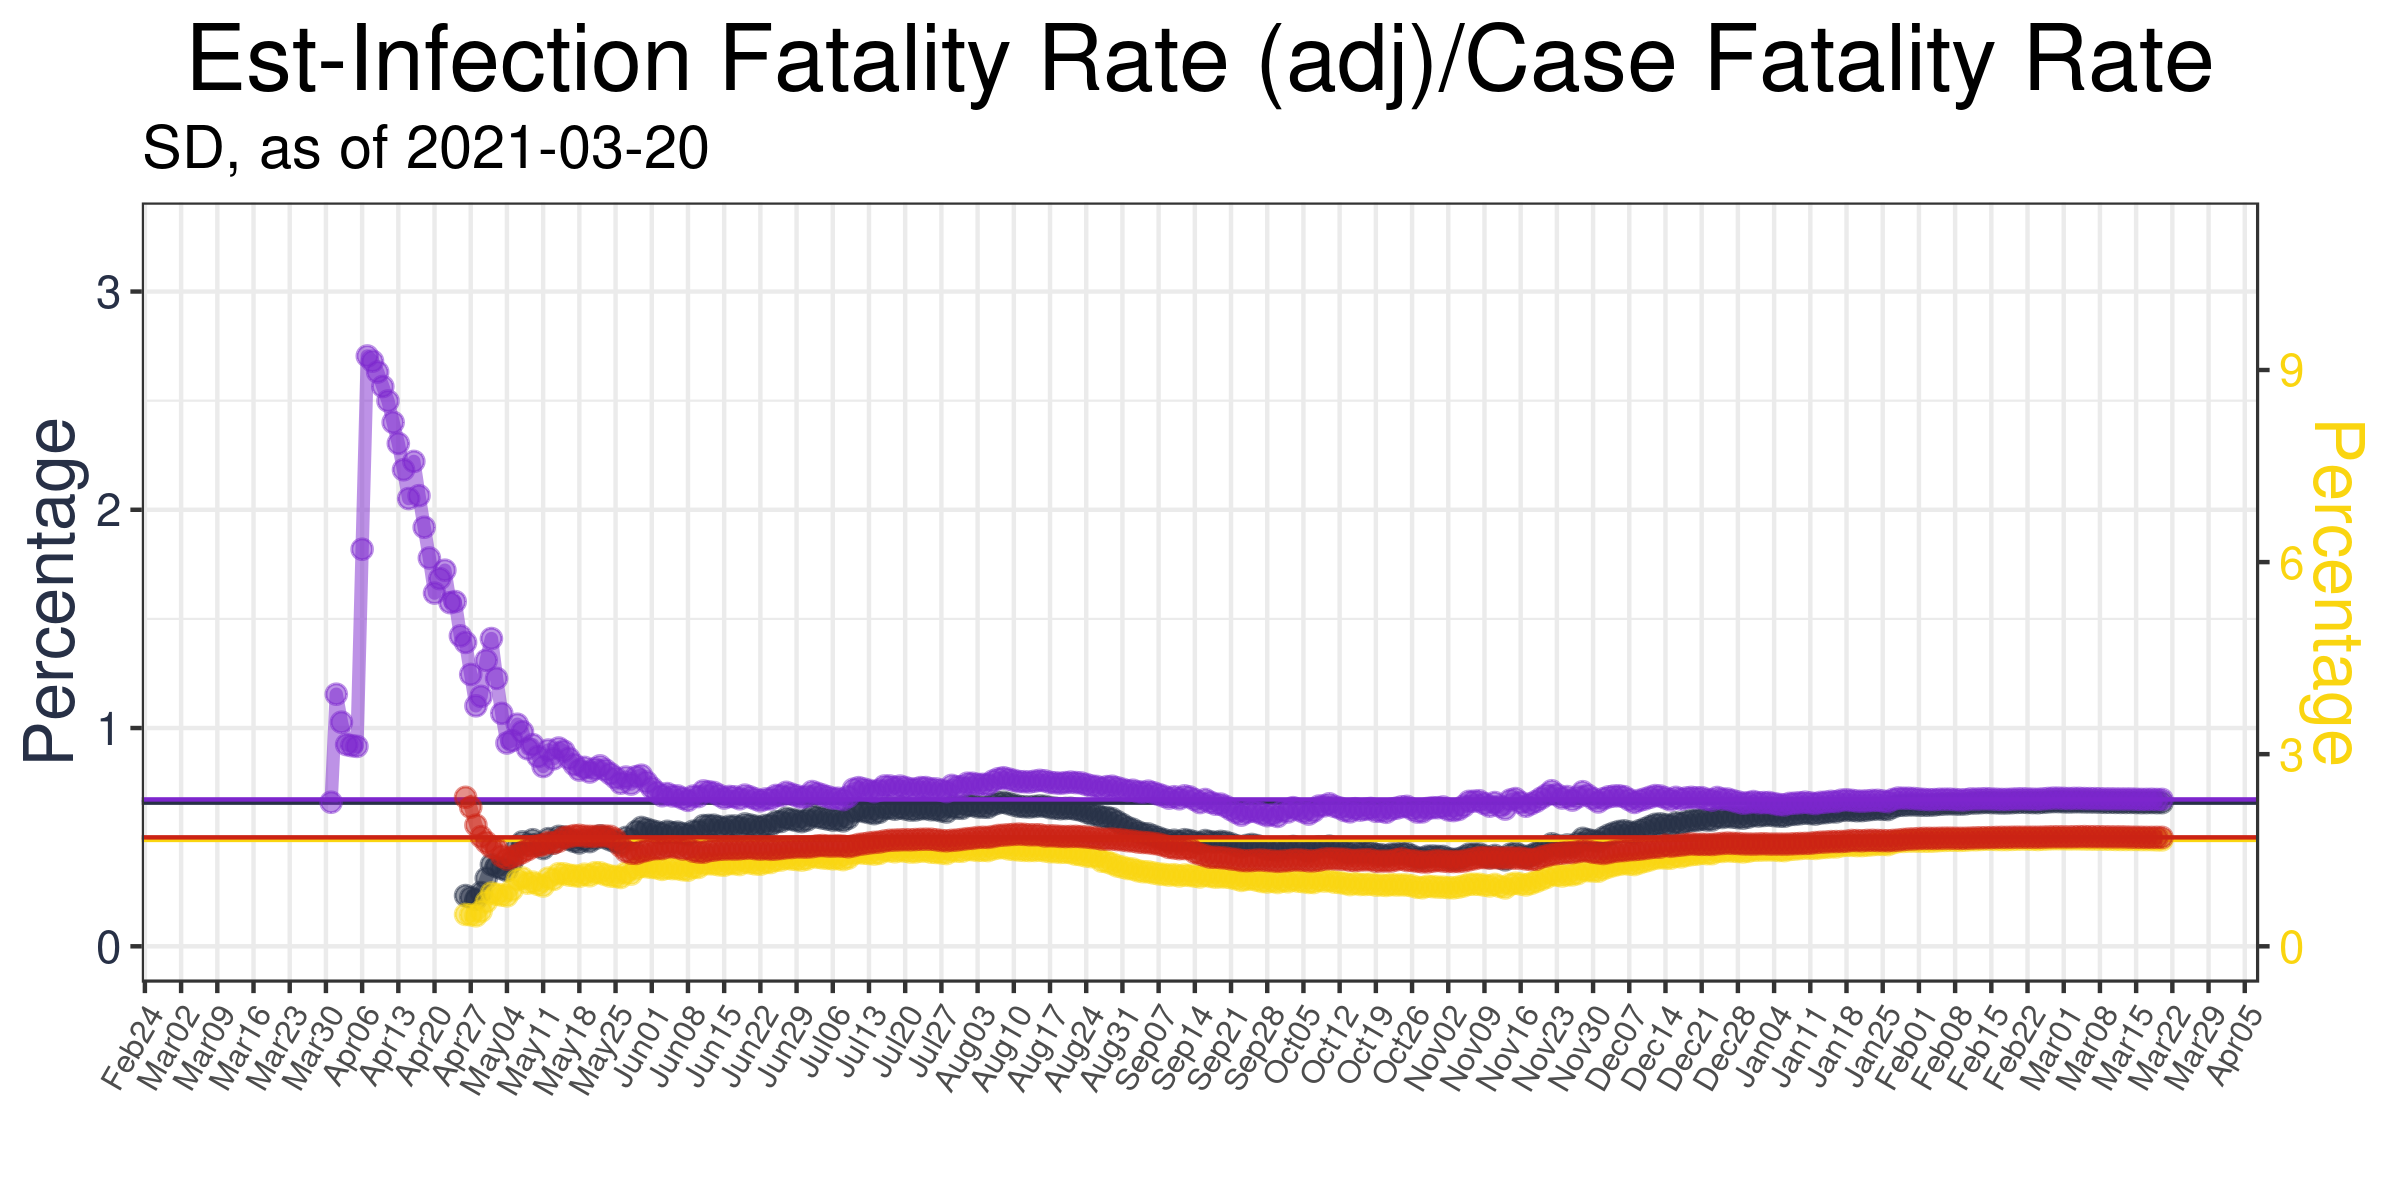 Est-Infection Fatality Rate (adj)/Case Fatality Rate
SD, as of 2021-03-20
Percentage
3
2
1
0
9
6
3
0
Percentage
Feb24
Mar02
Mar09
Mar16
Mar23
Mar30
Apr06
Apr13
Apr20
Apr27
May04
May11
May18
May25
Jun01
Jun08
Jun15
Jun22
Jun29
Jul06
Jul13
Jul20
Jul27
Aug03
Aug10
Aug17
Aug24
Aug31
Sep07
Sep14
Sep21
Sep28
Oct05
Oct12
Oct19
Oct26
Nov02
Nov09
Nov16
Nov23
Nov30
Dec07
Dec14
Dec21
Dec28
Jan04
Jan11
Jan18
Jan25
Feb01
Feb08
Feb15
Feb22
Mar01
Mar08
Mar15
Mar22
Mar29
Apr05